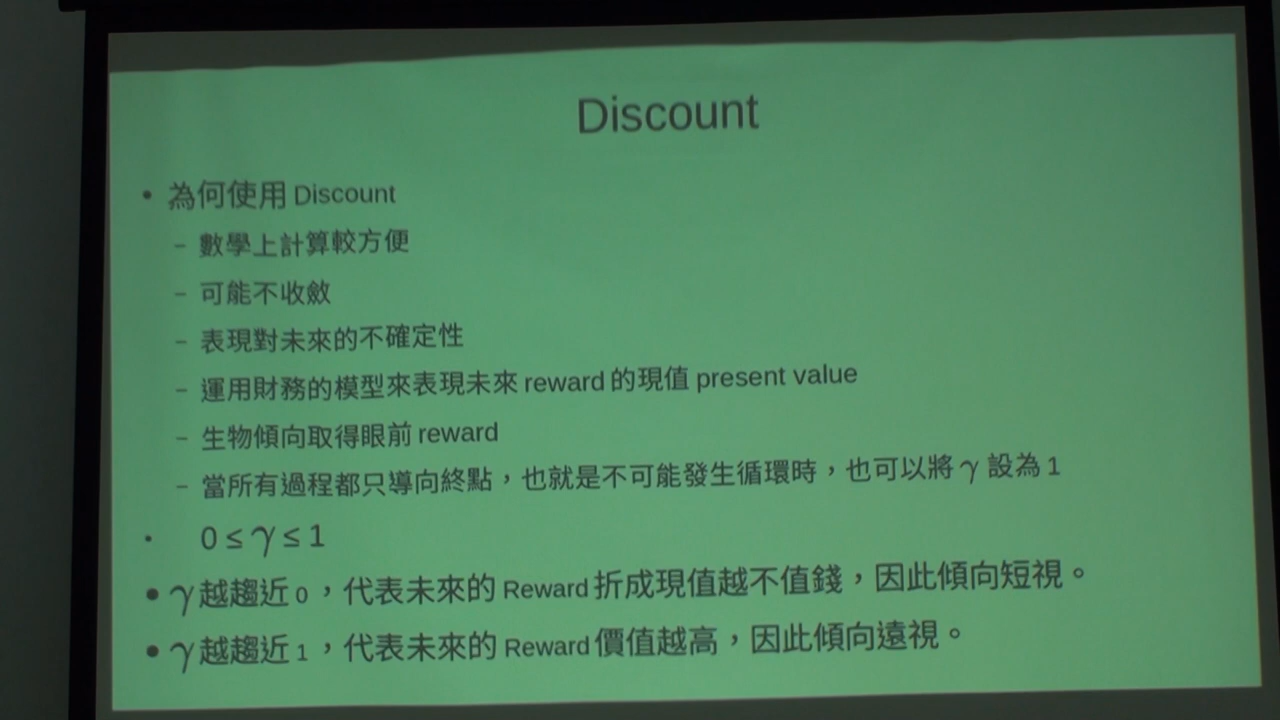 Discount
• 為何使用 Discount
– 數學上計算較方便
– 可能不收斂
– 表現對未來的不確定性
– 運用財務的模型來表現未來 reward 的現值 present value
– 生物傾向取得眼前 reward
– 當所有過程都只導向終點，也就是不可能發生循環時，也可以將 γ 設為 1
• 0 ≤ γ ≤ 1
• γ 越趨近 0，代表未來的 Reward 折成現值越不值錢，因此傾向短視。
• γ 越趨近 1，代表未來的 Reward 價值越高，因此傾向遠視。